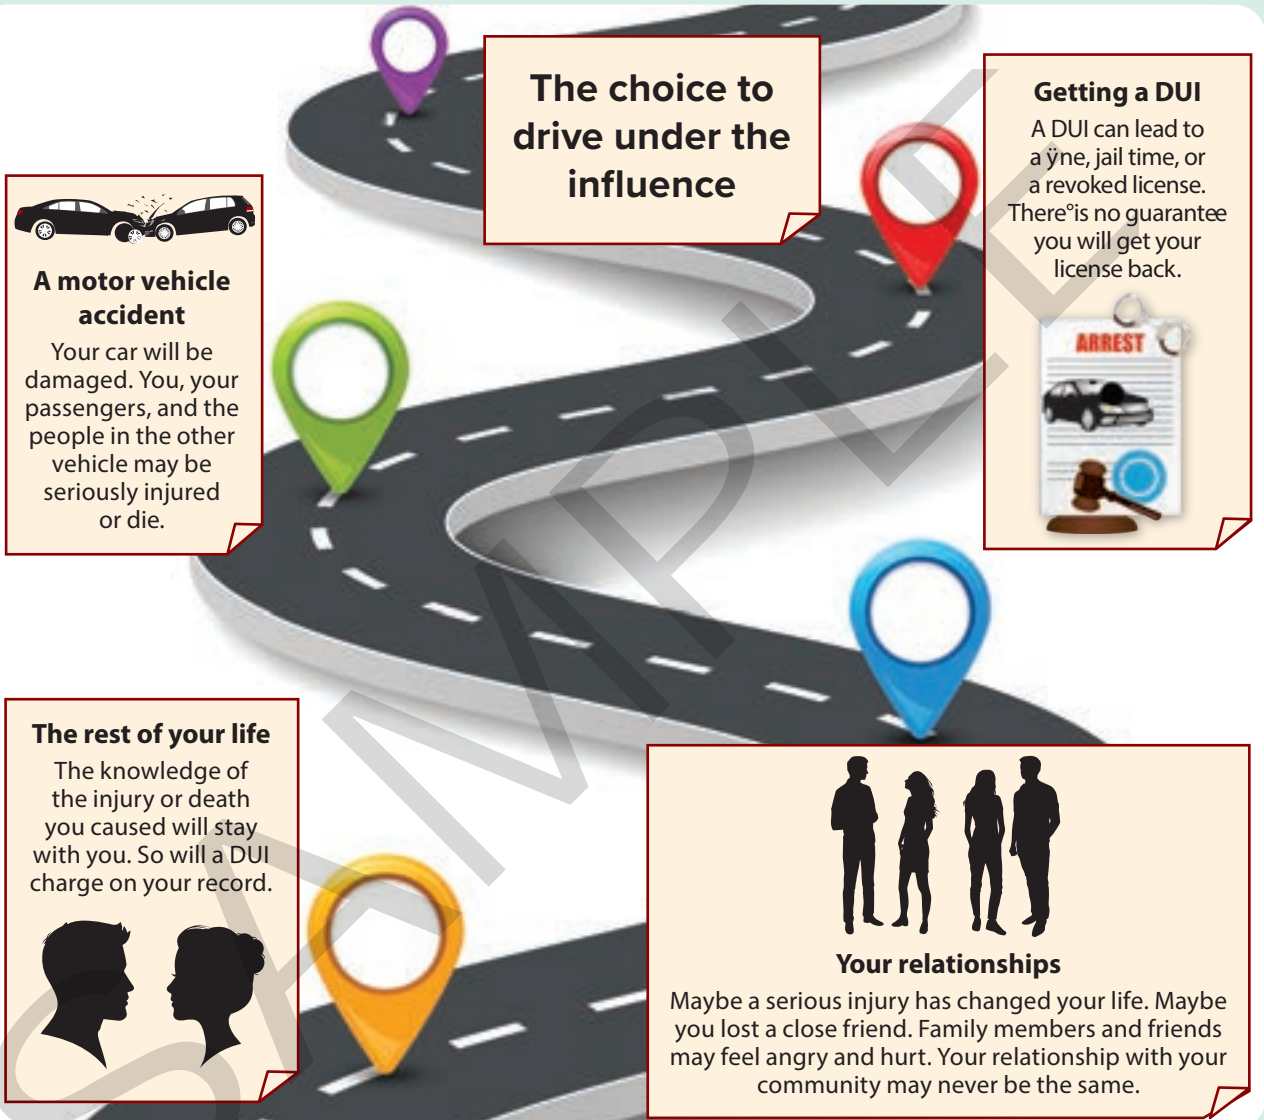 The choice to
drive under the
influence
Getting a DUI
A DUI can lead to
a ÿne, jail time, or
a revoked license.
There°is no guarantee
you will get your
license back.
ARREST
A motor vehicle
accident
Your car will be
damaged. You, your
passengers, and the
people in the other
vehicle may be
seriously injured
or die.
Your relationships
Maybe a serious injury has changed your life. Maybe
you lost a close friend. Family members and friends
may feel angry and hurt. Your relationship with your
community may never be the same.
The rest of your life
The knowledge of
the injury or death
you caused will stay
with you. So will a DUI
charge on your record.
SAMPLE